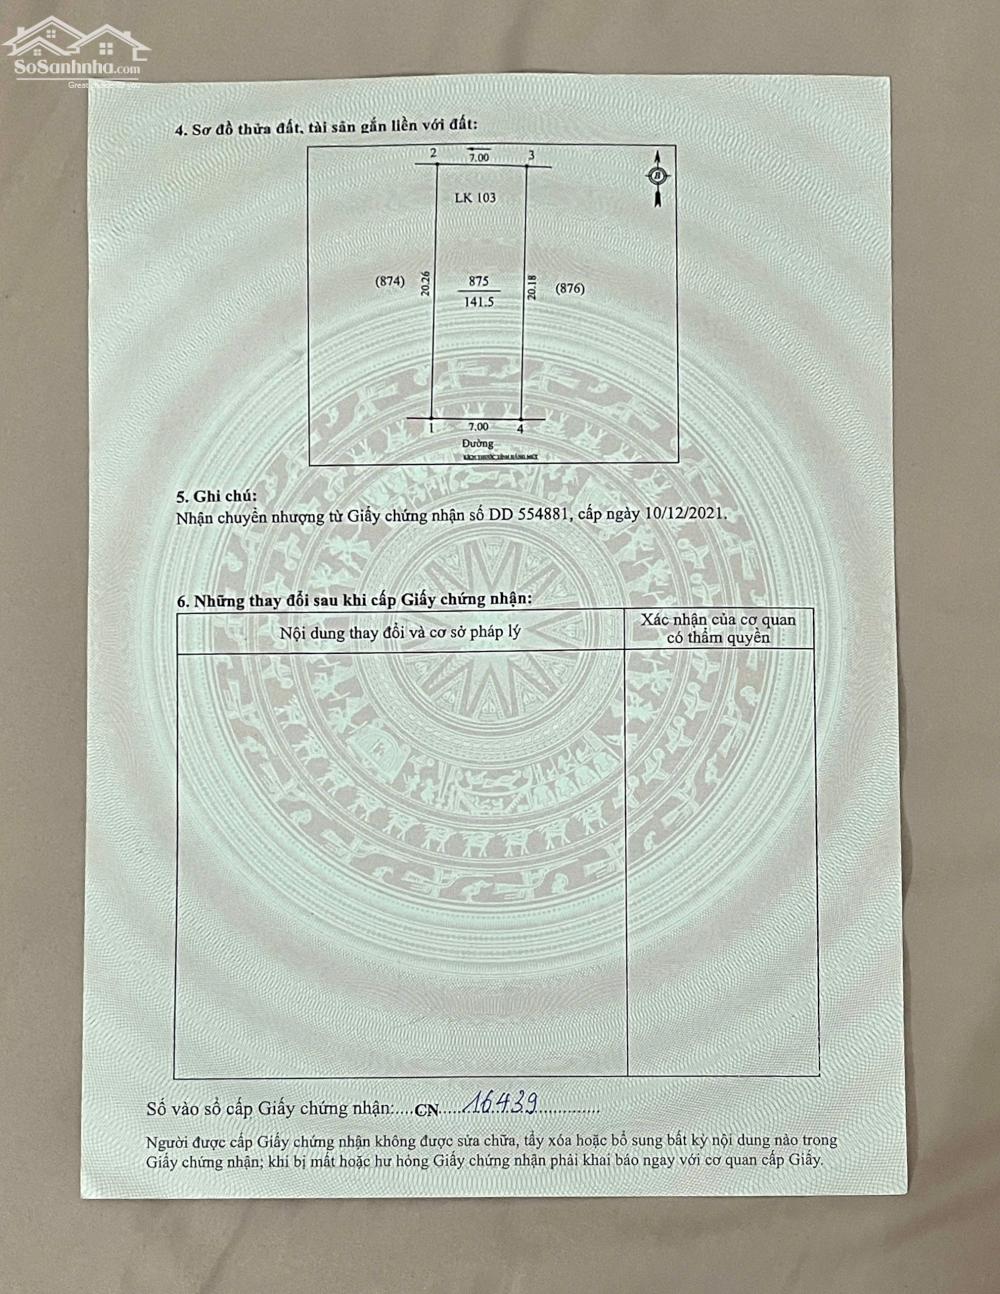 SoSanhnha.com
4. Sơ đồ thửa đất, tài sản gắn liền với đất:
2 7.00 3
LK 103
(874) 20.26 875 20.18 (876)
141.5
1 7.00 4
Đường
KÍCH THƯỚC TÍNH BẰNG MÉT
5. Ghi chú:
Nhận chuyển nhượng từ Giấy chứng nhận số DD 554881, cấp ngày 10/12/2021.
6. Những thay đổi sau khi cấp Giấy chứng nhận:
Nội dung thay đổi và cơ sở pháp lý
Xác nhận của cơ quan
có thẩm quyền
Số vào sổ cấp Giấy chứng nhận:....CN.....16439.............
Người được cấp Giấy chứng nhận không được sửa chữa, tẩy xóa hoặc bổ sung bất kỳ nội dung nào trong
Giấy chứng nhận; khi bị mất hoặc hư hỏng Giấy chứng nhận phải khai báo ngay với cơ quan cấp Giấy.